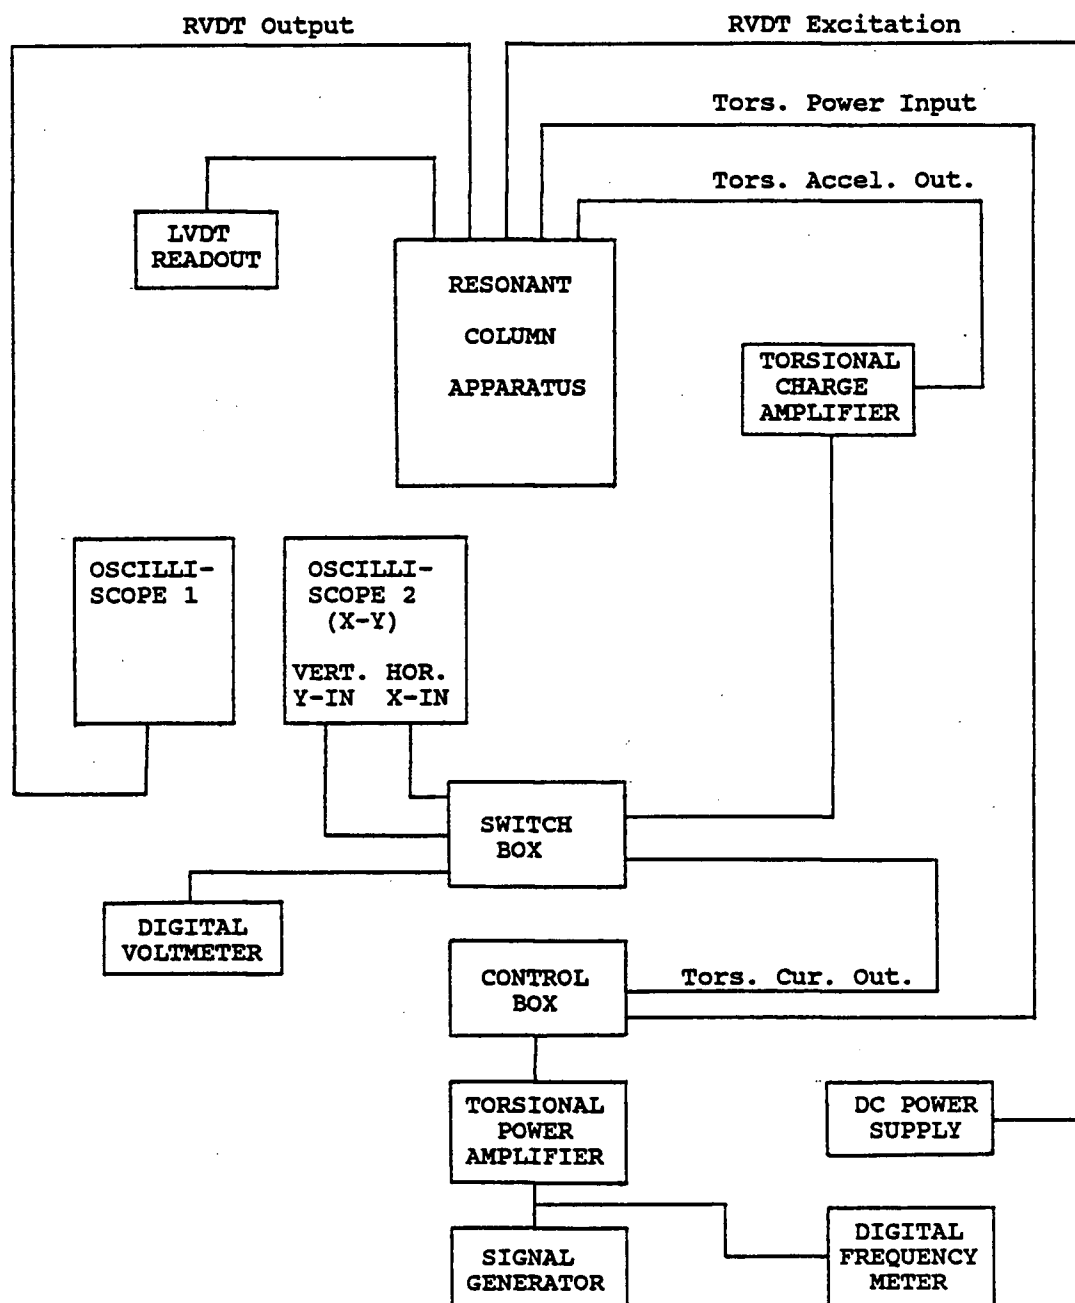 RVDT Output
RVDT Excitation
Tors. Power Input
Tors. Accel. Out.
LVDT
READOUT
RESONANT
COLUMN
APPARATUS
TORSIONAL
CHARGE
AMPLIFIER
OSCILLI-
SCOPE 1
OSCILLI-
SCOPE 2
(X-Y)
VERT. HOR.
Y-IN X-IN
SWITCH
BOX
DIGITAL
VOLTMETER
CONTROL
BOX
Tors. Cur. Out.
TORSIONAL
POWER
AMPLIFIER
DC POWER
SUPPLY
SIGNAL
GENERATOR
DIGITAL
FREQUENCY
METER